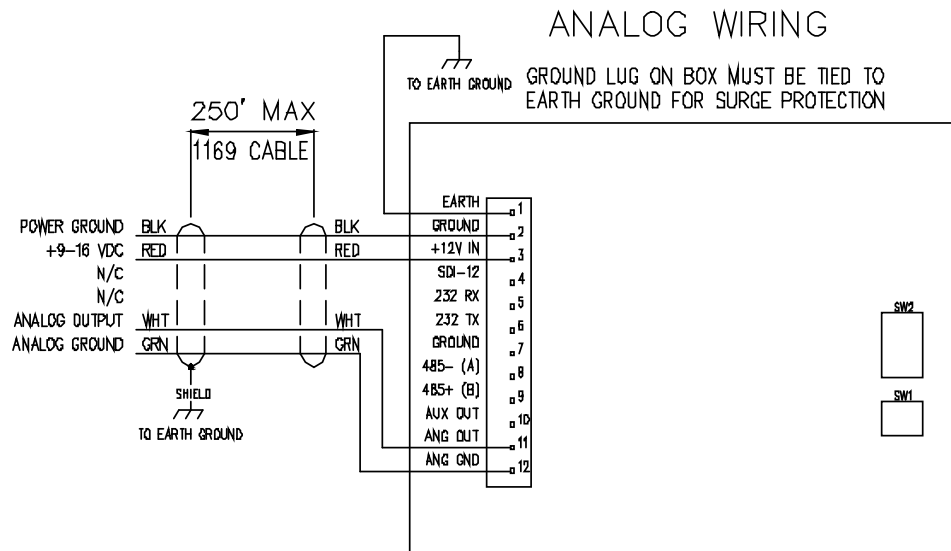 ANALOG WIRING
TO EARTH GROUND
GROUND LUG ON BOX MUST BE TIED TO
EARTH GROUND FOR SURGE PROTECTION
250' MAX
1169 CABLE
POWER GROUND BLK BLK
+9-16 VDC RED RED
N/C
N/C
ANALOG OUTPUT WHT WHT
ANALOG GROUND GRN GRN
SHIELD
TO EARTH GROUND
EARTH 1
GROUND 2
+12V IN 3
SDI-12 4
232 RX 5
232 TX 6
GROUND 7
485- (A) 8
485+ (B) 9
AUX OUT 10
ANG OUT 11
ANG GND 12
SW2
SW1